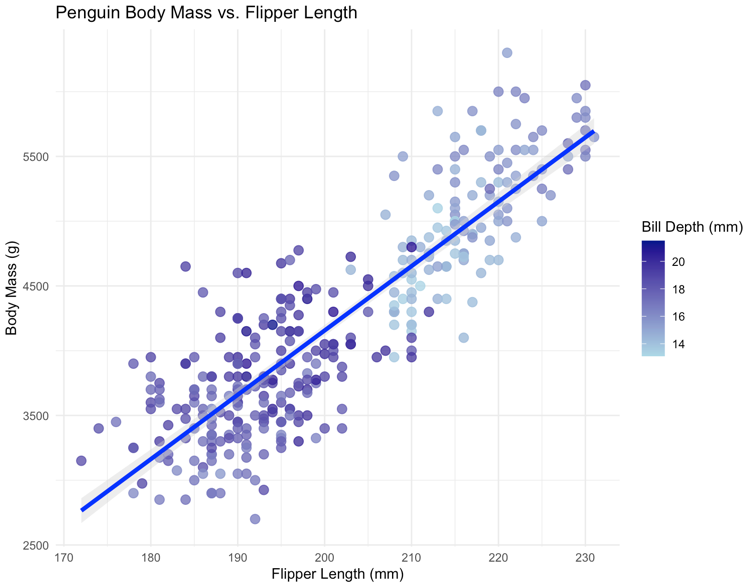 Penguin Body Mass vs. Flipper Length
Body Mass (g)
5500
4500
3500
2500
170 180 190 200 210 220 230
Flipper Length (mm)
Bill Depth (mm)
20
18
16
14